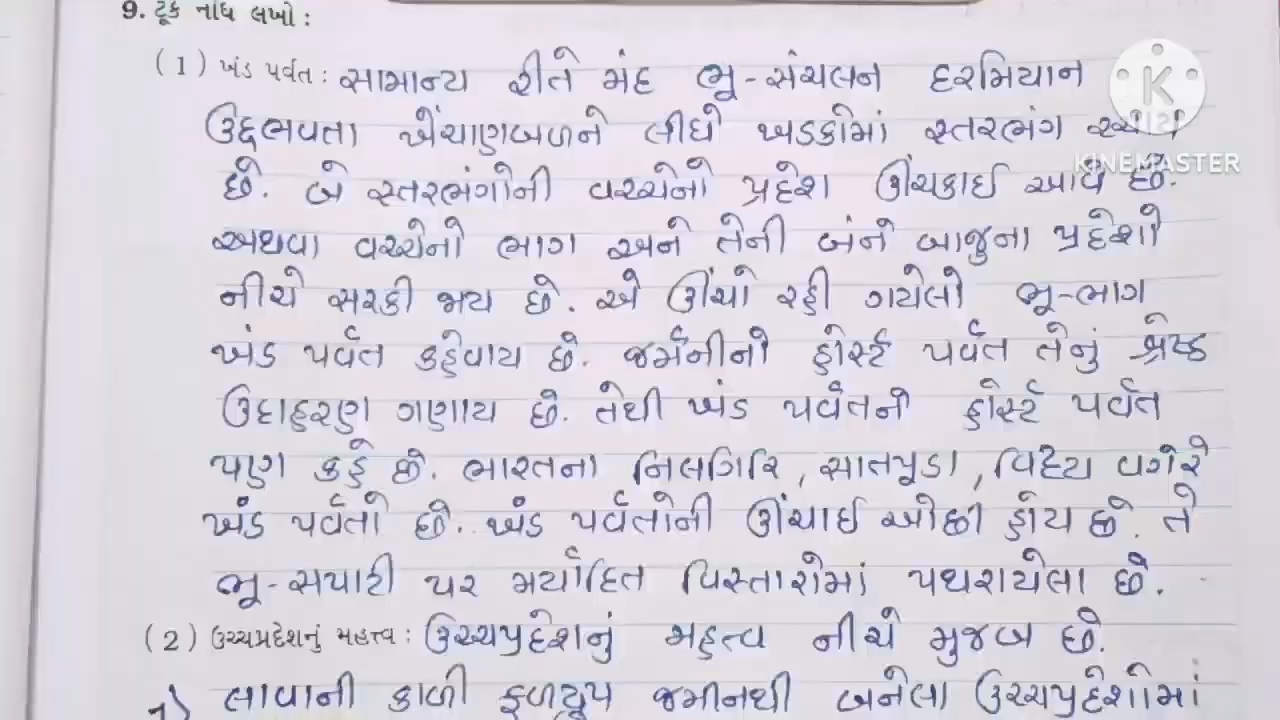 9. ટૂંક નોંધ લખો :
(1) ખંડ પર્વત : સામાન્ય રીતે મંદ ભૂ-સંચલન દરમિયાન
ઉદ્દભવતા ખેંચાણબળને લીધે ખડકોમાં સ્તરભંગ
છે. બે સ્તરભંગોની વચ્ચેનો પ્રદેશ ઊંચકાઈ આવે છે.
અથવા વચ્ચેનો ભાગ અને તેની બંને બાજુના પ્રદેશો
નીચે સરકી જાય છે. એ ઊંચો રહી ગયેલો ભૂ-ભાગ
ખંડ પર્વત કહેવાય છે. જર્મનીનો હોર્સ્ટ પર્વત તેનું શ્રેષ્ઠ
ઉદાહરણ ગણાય છે. તેથી ખંડ પર્વતને હોર્સ્ટ પર્વત
પણ કહે છે. ભારતના નિલગિરિ, સાતપૂડા, વિંધ્ય વગેરે
ખંડ પર્વતો છે. ખંડ પર્વતોની ઊંચાઈ ઓછી હોય છે. તે
ભૂ-સપાટી પર મર્યાદિત વિસ્તારોમાં પથરાયેલા છે.
(2) ઉચ્ચપ્રદેશનું મહત્ત્વ : ઉચ્ચપ્રદેશનું મહત્ત્વ નીચે મુજબ છે.
1) લાવાની કાળી ફળદ્રૂપ જમીનથી બનેલા ઉચ્ચપ્રદેશોમાં
KINEMASTER